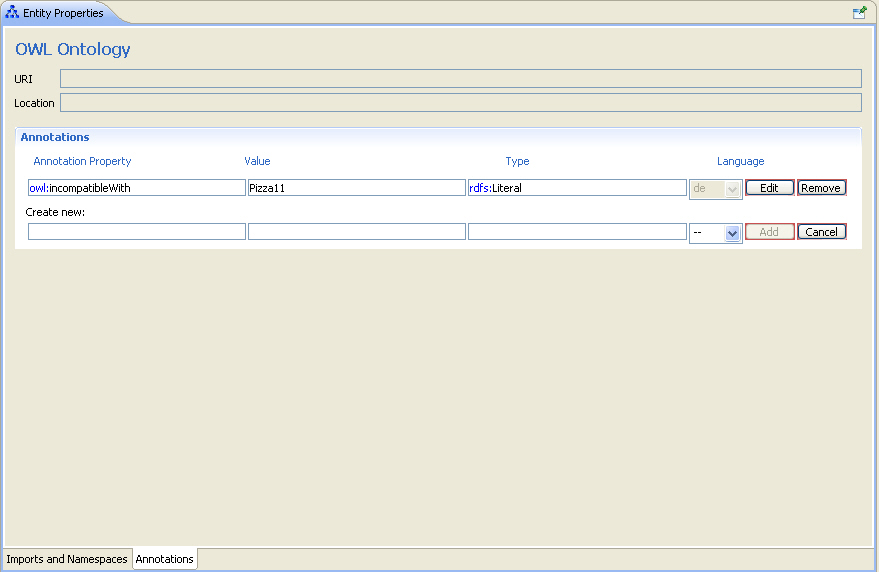 Entity Properties
OWL Ontology
URI
Location
Annotations
Annotation Property Value Type Language
owl:incompatibleWith Pizza11 rdfs:Literal de Edit Remove
Create new:
-- Add Cancel
Imports and Namespaces Annotations